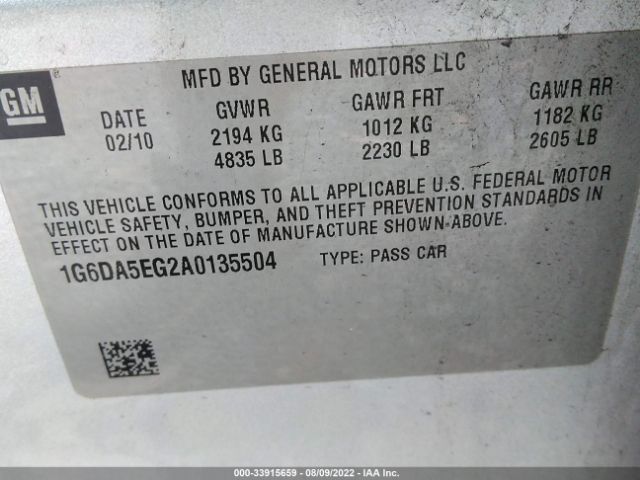 GM
MFD BY GENERAL MOTORS LLC
DATE GVWR GAWR FRT GAWR RR
02/10 2194 KG 1012 KG 1182 KG
4835 LB 2230 LB 2605 LB
THIS VEHICLE CONFORMS TO ALL APPLICABLE U.S. FEDERAL MOTOR
VEHICLE SAFETY, BUMPER, AND THEFT PREVENTION STANDARDS IN
EFFECT ON THE DATE OF MANUFACTURE SHOWN ABOVE.
1G6DA5EG2A0135504 TYPE: PASS CAR
000-33915659 - 08/09/2022 - IAA Inc.